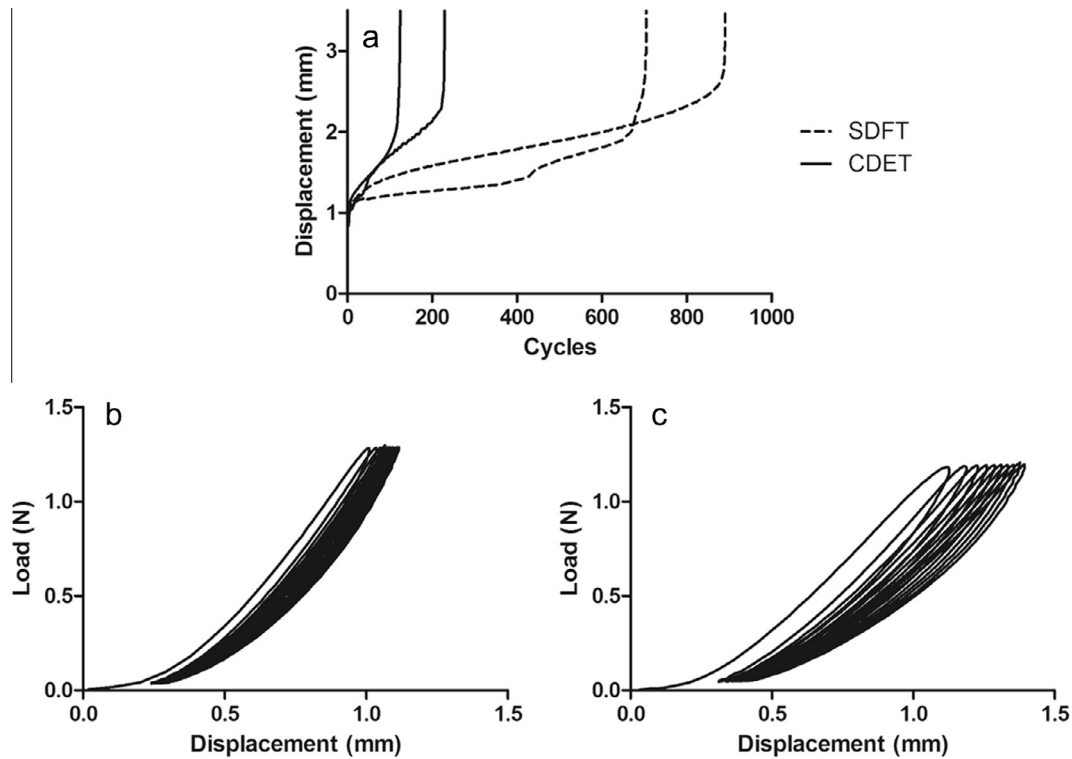 a
Displacement (mm)
3
2
1
0
0 200 400 600 800 1000
Cycles
SDFT
CDET
b
Load (N)
1.5
1.0
0.5
0.0
0.0 0.5 1.0 1.5
Displacement (mm)
c
Load (N)
1.5
1.0
0.5
0.0
0.0 0.5 1.0 1.5
Displacement (mm)